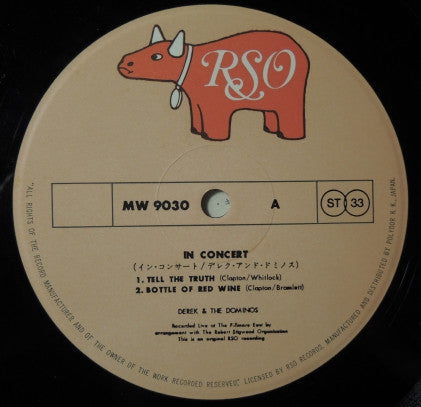 RSO
MW 9030
A
ST 33
IN CONCERT
(イン・コンサート/デレク・アンド・ドミノス)
1. TELL THE TRUTH (Clapton/Whitlock)
2. BOTTLE OF RED WINE (Clapton/Bramlett)
DEREK & THE DOMINOS
Recorded Live at The Fillmore East by
arrangement with The Robert Stigwood Organisation
This is an original RSO recording
"ALL RIGHTS OF THE RECORD MANUFACTURER AND OF THE OWNER OF THE WORK RECORDED RESERVED". LICENSED BY RSO RECORDS, MANUFACTURED AND DISTRIBUTED BY POLYDOR K. K., JAPAN.